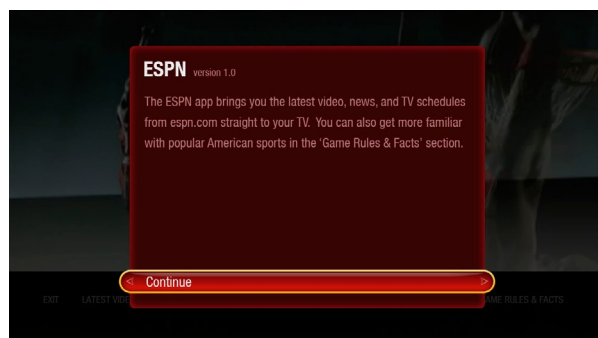 ESPN version 1.0
The ESPN app brings you the latest video, news, and TV schedules
from espn.com straight to your TV. You can also get more familiar
with popular American sports in the 'Game Rules & Facts' section.
Continue
EXIT LATEST VIDE AME RULES & FACTS